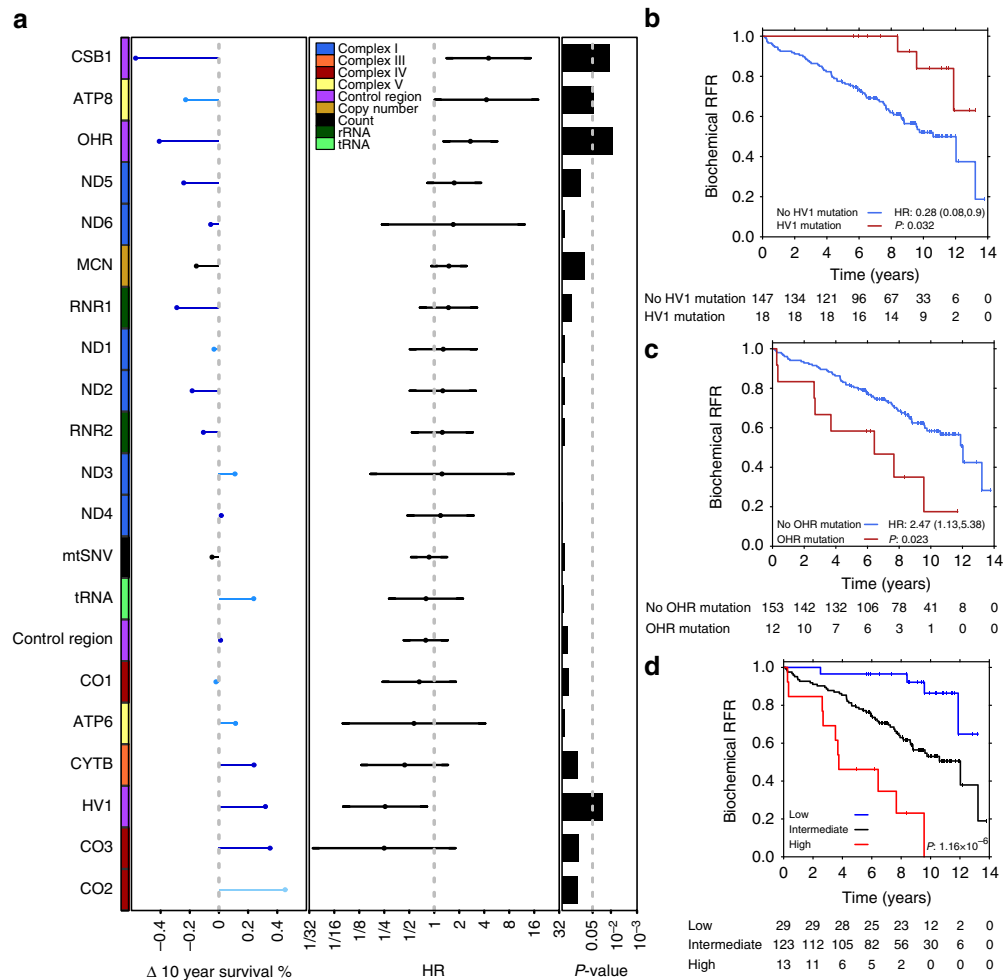 a
CSB1
ATP8
OHR
ND5
ND6
MCN
RNR1
ND1
ND2
RNR2
ND3
ND4
mtSNV
tRNA
Control region
CO1
ATP6
CYTB
HV1
CO3
CO2
Complex I
Complex III
Complex IV
Complex V
Control region
Copy number
Count
rRNA
tRNA
−0.4 −0.2 0 0.2 0.4
Δ 10 year survival %
1/32 1/16 1/8 1/4 1/2 1 2 4 8 16 32
HR
0.05 10⁻² 10⁻³
P-value
b
Biochemical RFR
1.0
0.8
0.6
0.4
0.2
0.0
No HV1 mutation HR: 0.28 (0.08,0.9)
HV1 mutation P: 0.032
0 2 4 6 8 10 12 14
Time (years)
No HV1 mutation 147 134 121 96 67 33 6 0
HV1 mutation 18 18 18 16 14 9 2 0
c
Biochemical RFR
1.0
0.8
0.6
0.4
0.2
0.0
No OHR mutation HR: 2.47 (1.13,5.38)
OHR mutation P: 0.023
0 2 4 6 8 10 12 14
Time (years)
No OHR mutation 153 142 132 106 78 41 8 0
OHR mutation 12 10 7 6 3 1 0 0
d
Biochemical RFR
1.0
0.8
0.6
0.4
0.2
0.0
Low
Intermediate
High
P: 1.16×10⁻⁶
0 2 4 6 8 10 12 14
Time (years)
Low 29 29 28 25 23 12 2 0
Intermediate 123 112 105 82 56 30 6 0
High 13 11 6 5 2 0 0 0